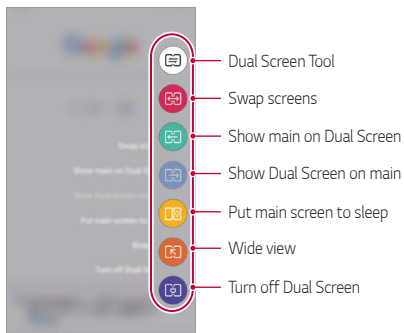 Google
Dual Screen Tool
Swap screens
Show main on Dual Screen
Show Dual Screen on main
Put main screen to sleep
Wide view
Turn off Dual Screen